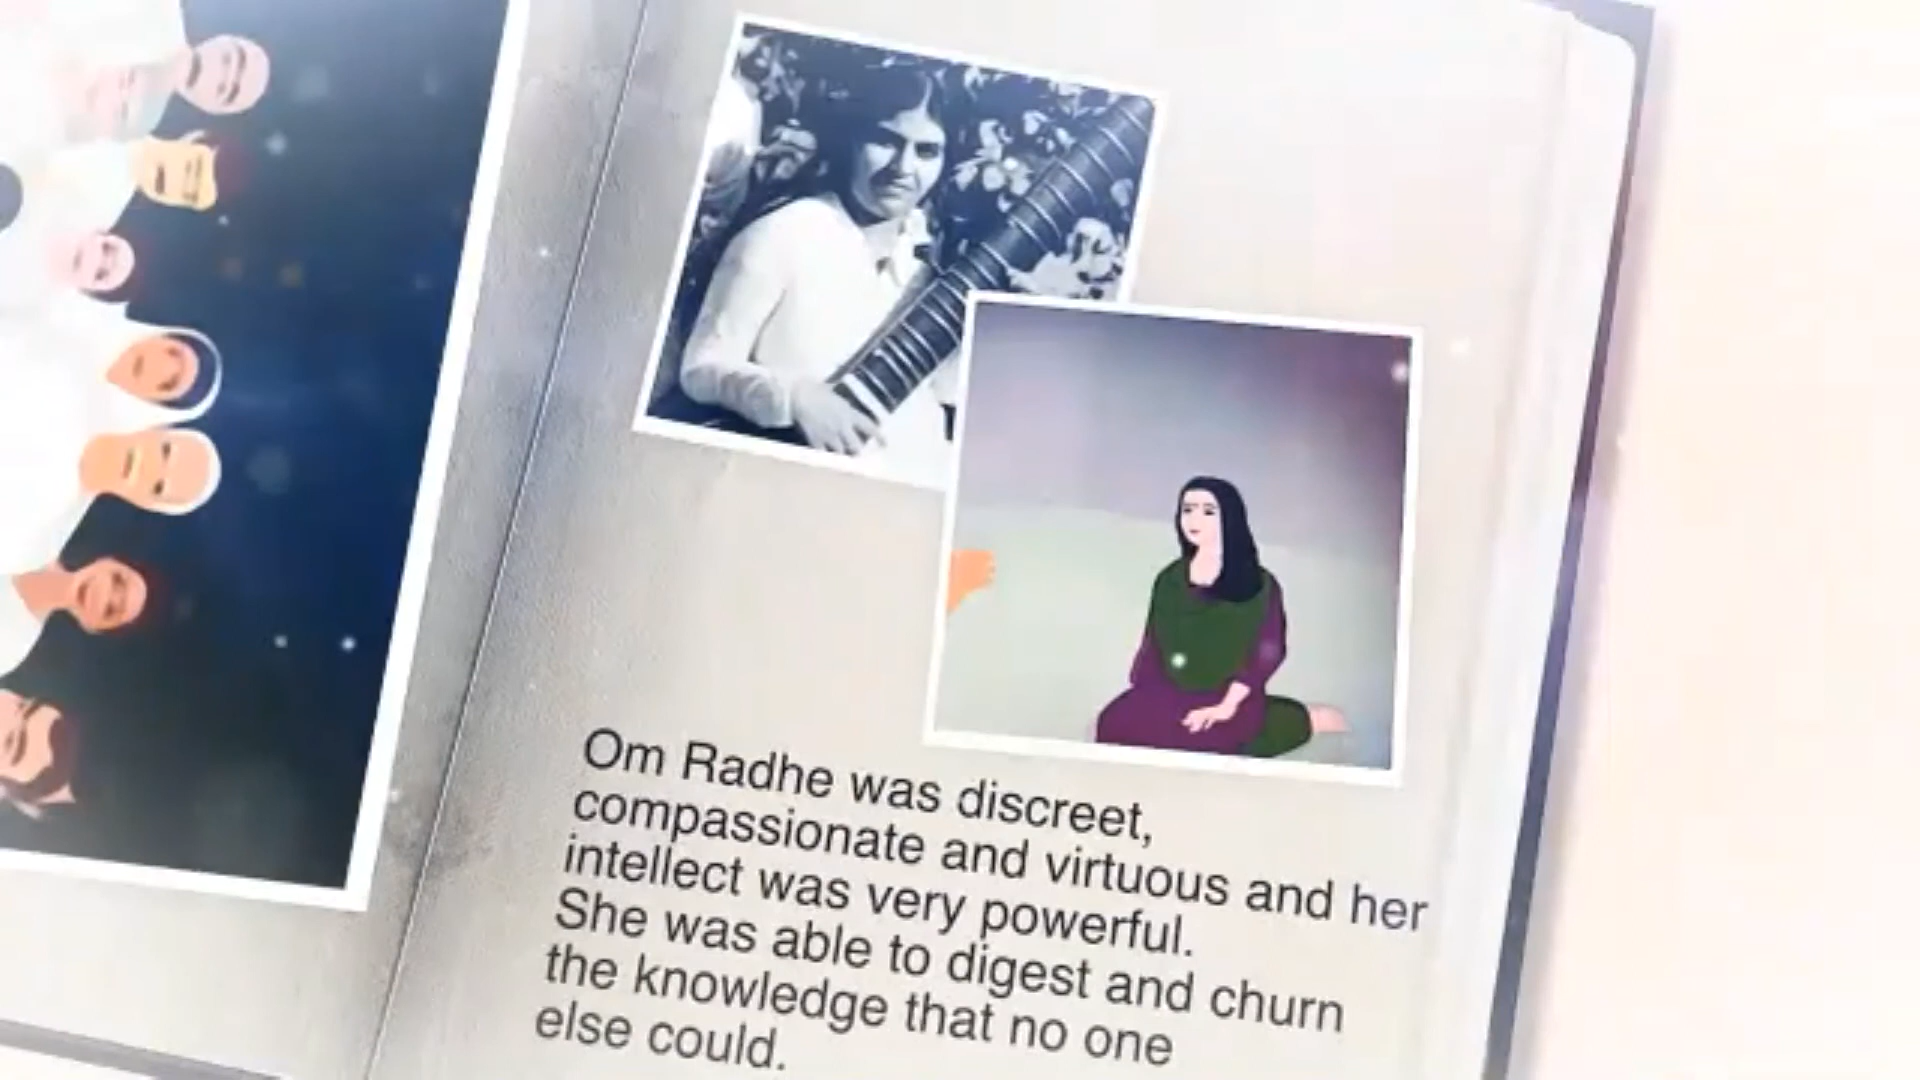 Om Radhe was discreet,
compassionate and virtuous and her
intellect was very powerful.
She was able to digest and churn
the knowledge that no one
else could.